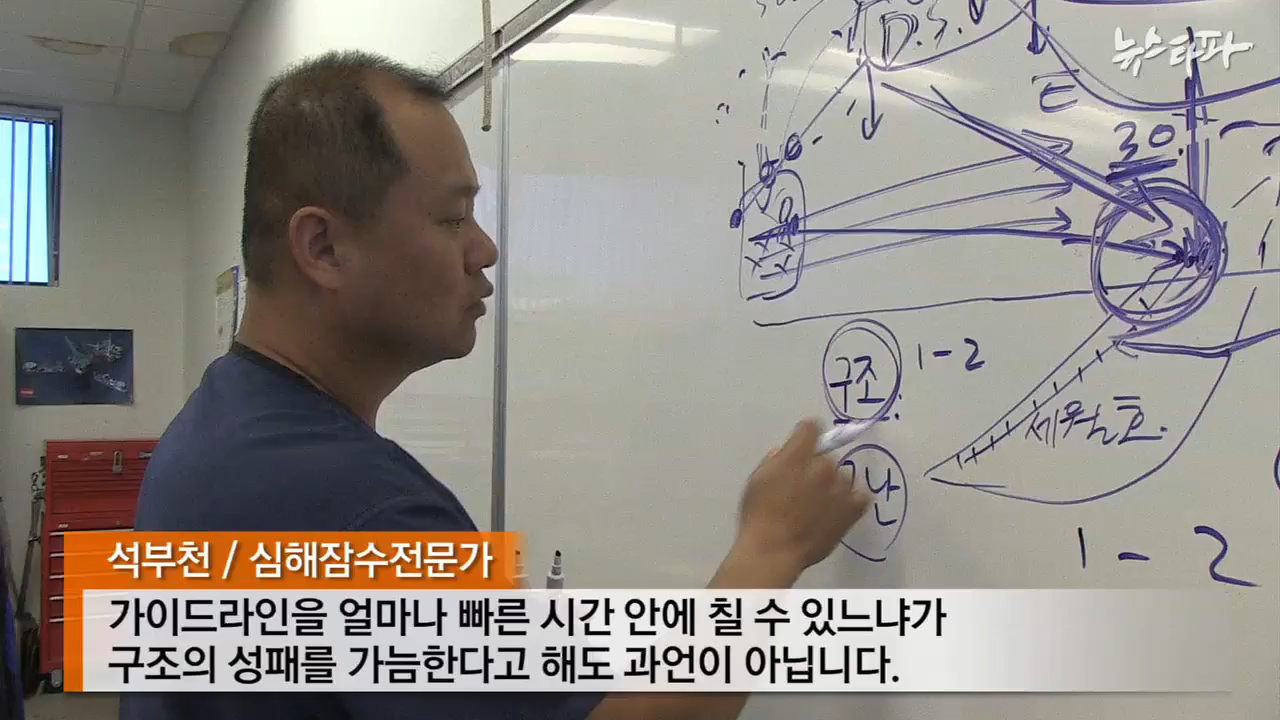 뉴스타파
D.S.
E
30
구조 1-2
세월호.
난
1-2
석부천 / 심해잠수전문가
가이드라인을 얼마나 빠른 시간 안에 칠 수 있느냐가
구조의 성패를 가늠한다고 해도 과언이 아닙니다.